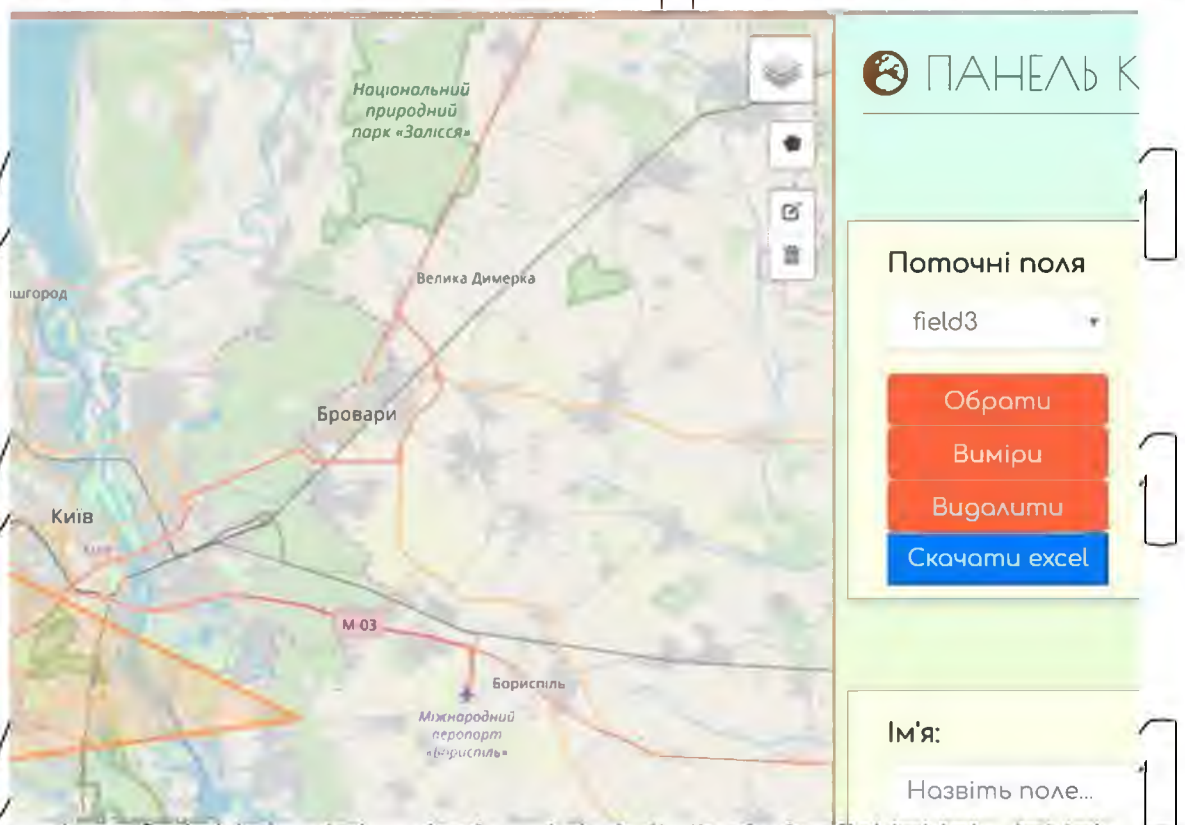 ПАНЕЛЬ К
Національний
природний
парк «Залісся»
Велика Димерка
ишгород
Бровари
Київ
М 03
Бориспіль
Міжнародний
аеропорт
«Бориспіль»
Поточні поля
field3
Обрати
Виміри
Видалити
Скачати excel
Ім'я:
Назвіть поле...